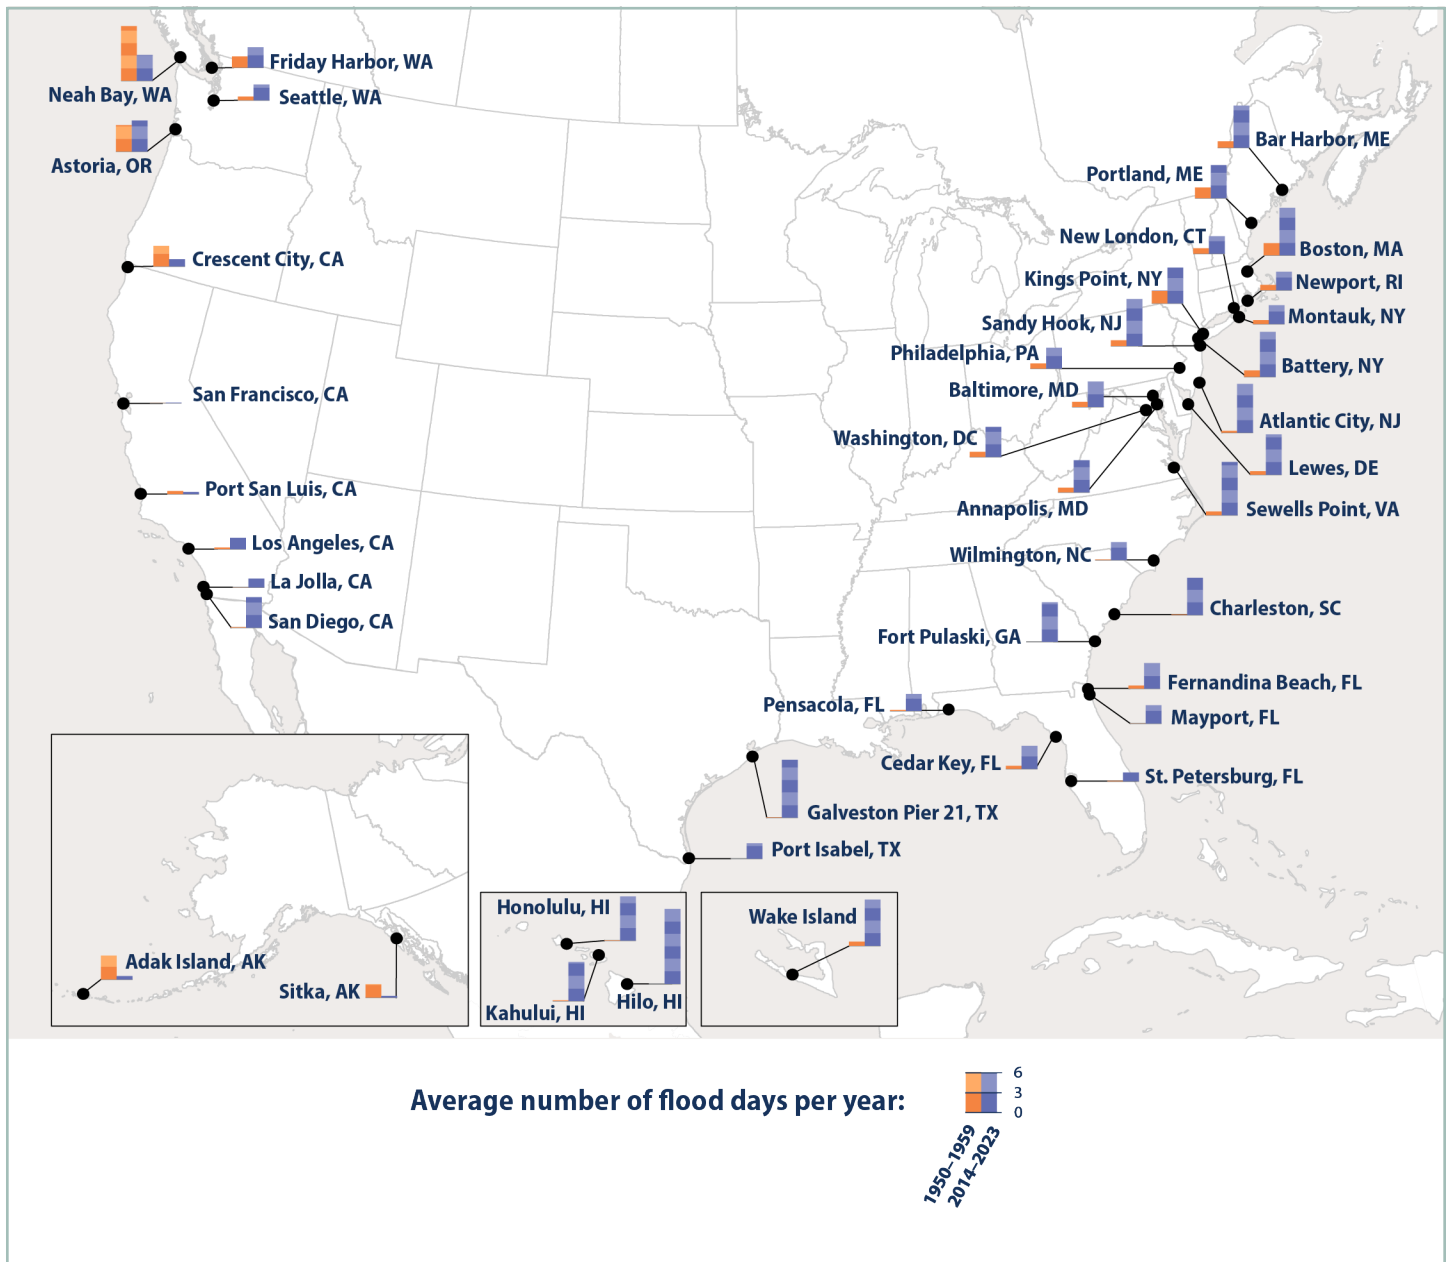 Friday Harbor, WA
Neah Bay, WA
Seattle, WA
Astoria, OR
Bar Harbor, ME
Portland, ME
New London, CT
Boston, MA
Crescent City, CA
Kings Point, NY
Newport, RI
Sandy Hook, NJ
Montauk, NY
Philadelphia, PA
Battery, NY
San Francisco, CA
Baltimore, MD
Atlantic City, NJ
Washington, DC
Lewes, DE
Port San Luis, CA
Annapolis, MD
Sewells Point, VA
Los Angeles, CA
Wilmington, NC
La Jolla, CA
San Diego, CA
Charleston, SC
Fort Pulaski, GA
Fernandina Beach, FL
Pensacola, FL
Mayport, FL
Cedar Key, FL
St. Petersburg, FL
Galveston Pier 21, TX
Port Isabel, TX
Honolulu, HI
Wake Island
Adak Island, AK
Sitka, AK
Hilo, HI
Kahului, HI
Average number of flood days per year:
6
3
0
1950–1959
2014–2023